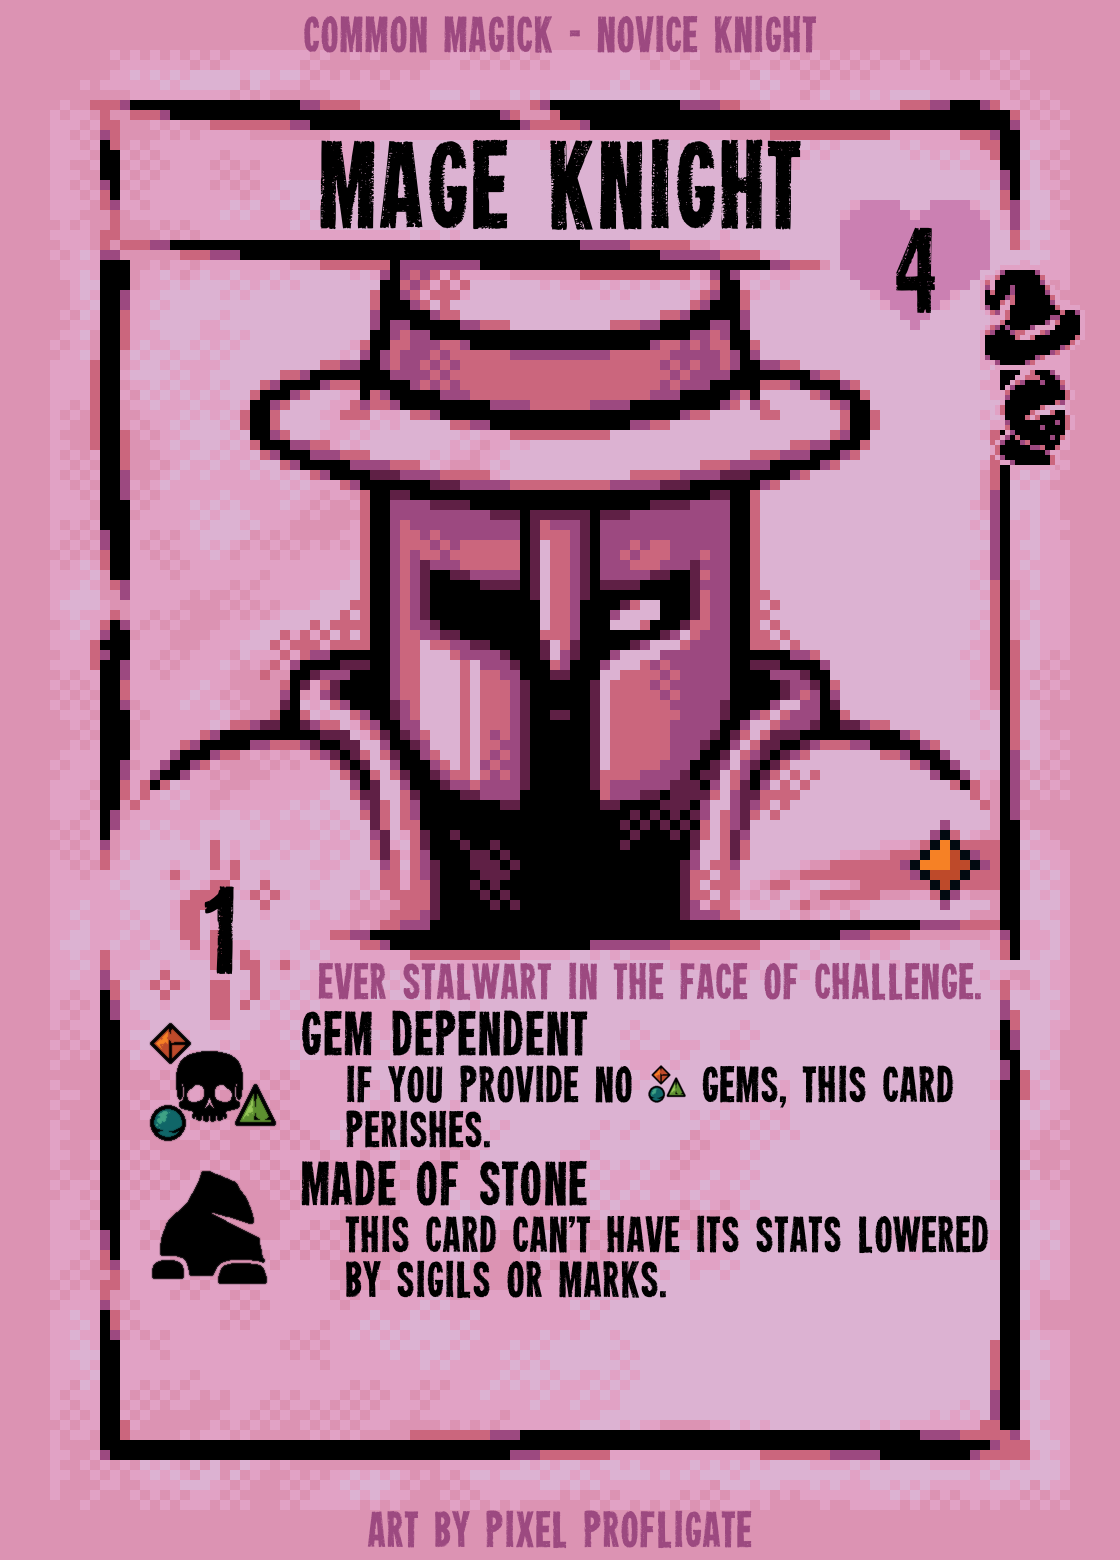 COMMON MAGICK - NOVICE KNIGHT
MAGE KNIGHT
4
1
EVER STALWART IN THE FACE OF CHALLENGE.
GEM DEPENDENT
IF YOU PROVIDE NO GEMS, THIS CARD
PERISHES.
MADE OF STONE
THIS CARD CAN'T HAVE ITS STATS LOWERED
BY SIGILS OR MARKS.
ART BY PIXEL PROFLIGATE